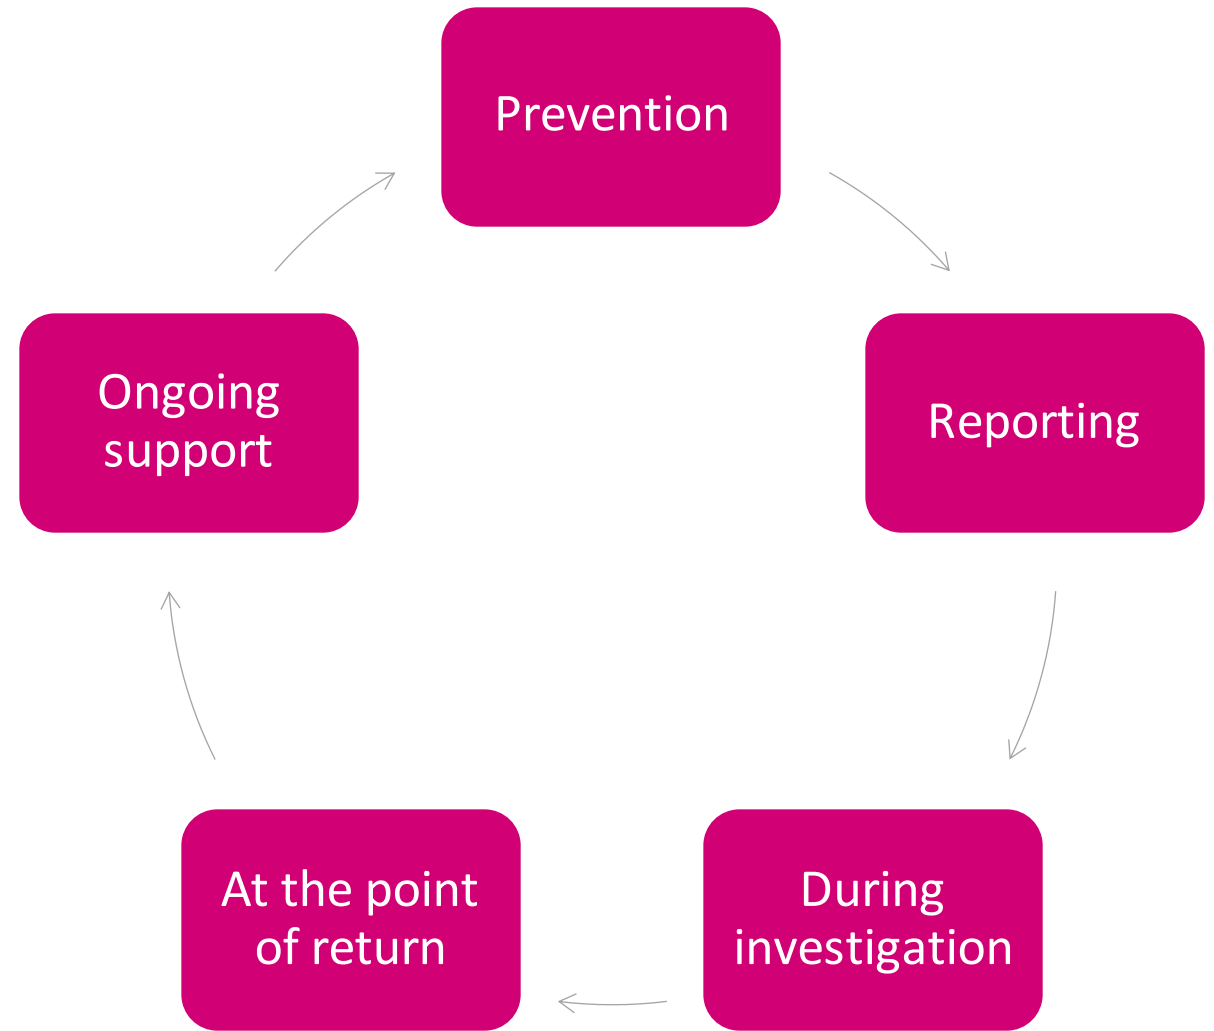 Prevention
Reporting
During
investigation
At the point
of return
Ongoing
support